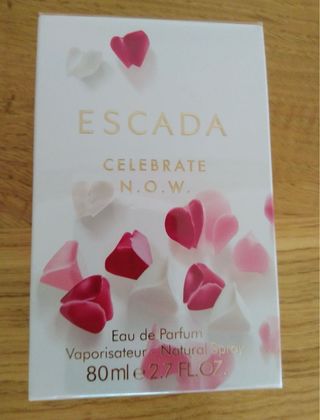 ESCADA
CELEBRATE
N.O.W.
Eau de Parfum
Vaporisateur - Natural Spray
80ml e 2.7 FL.OZ.